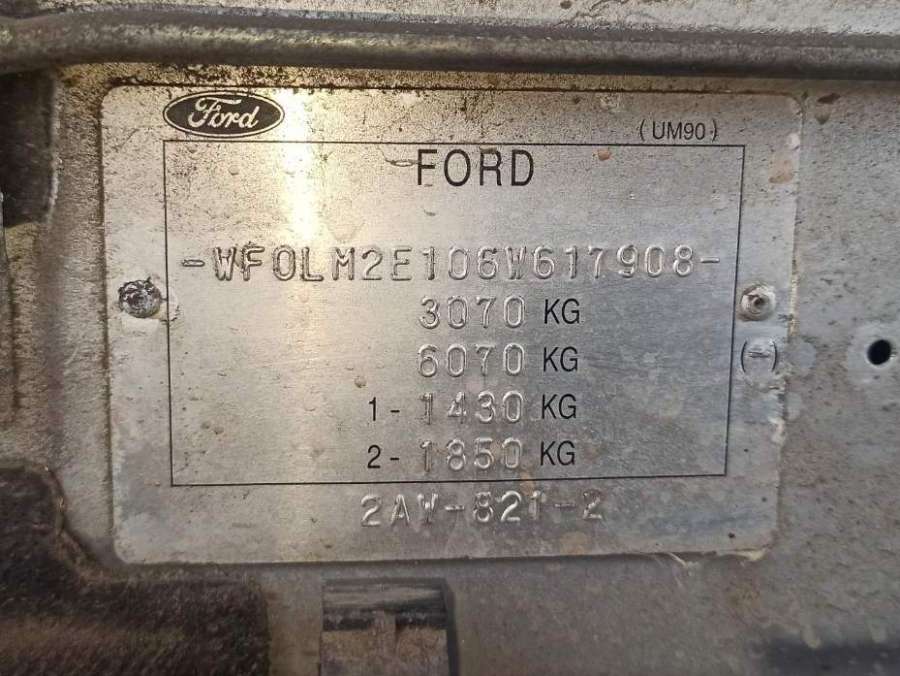 Ford
(UM90)
FORD
-WF0LM2E106W617908-
3070 KG
6070 KG
(-)
1- 1430 KG
2- 1850 KG
2AW-821-2